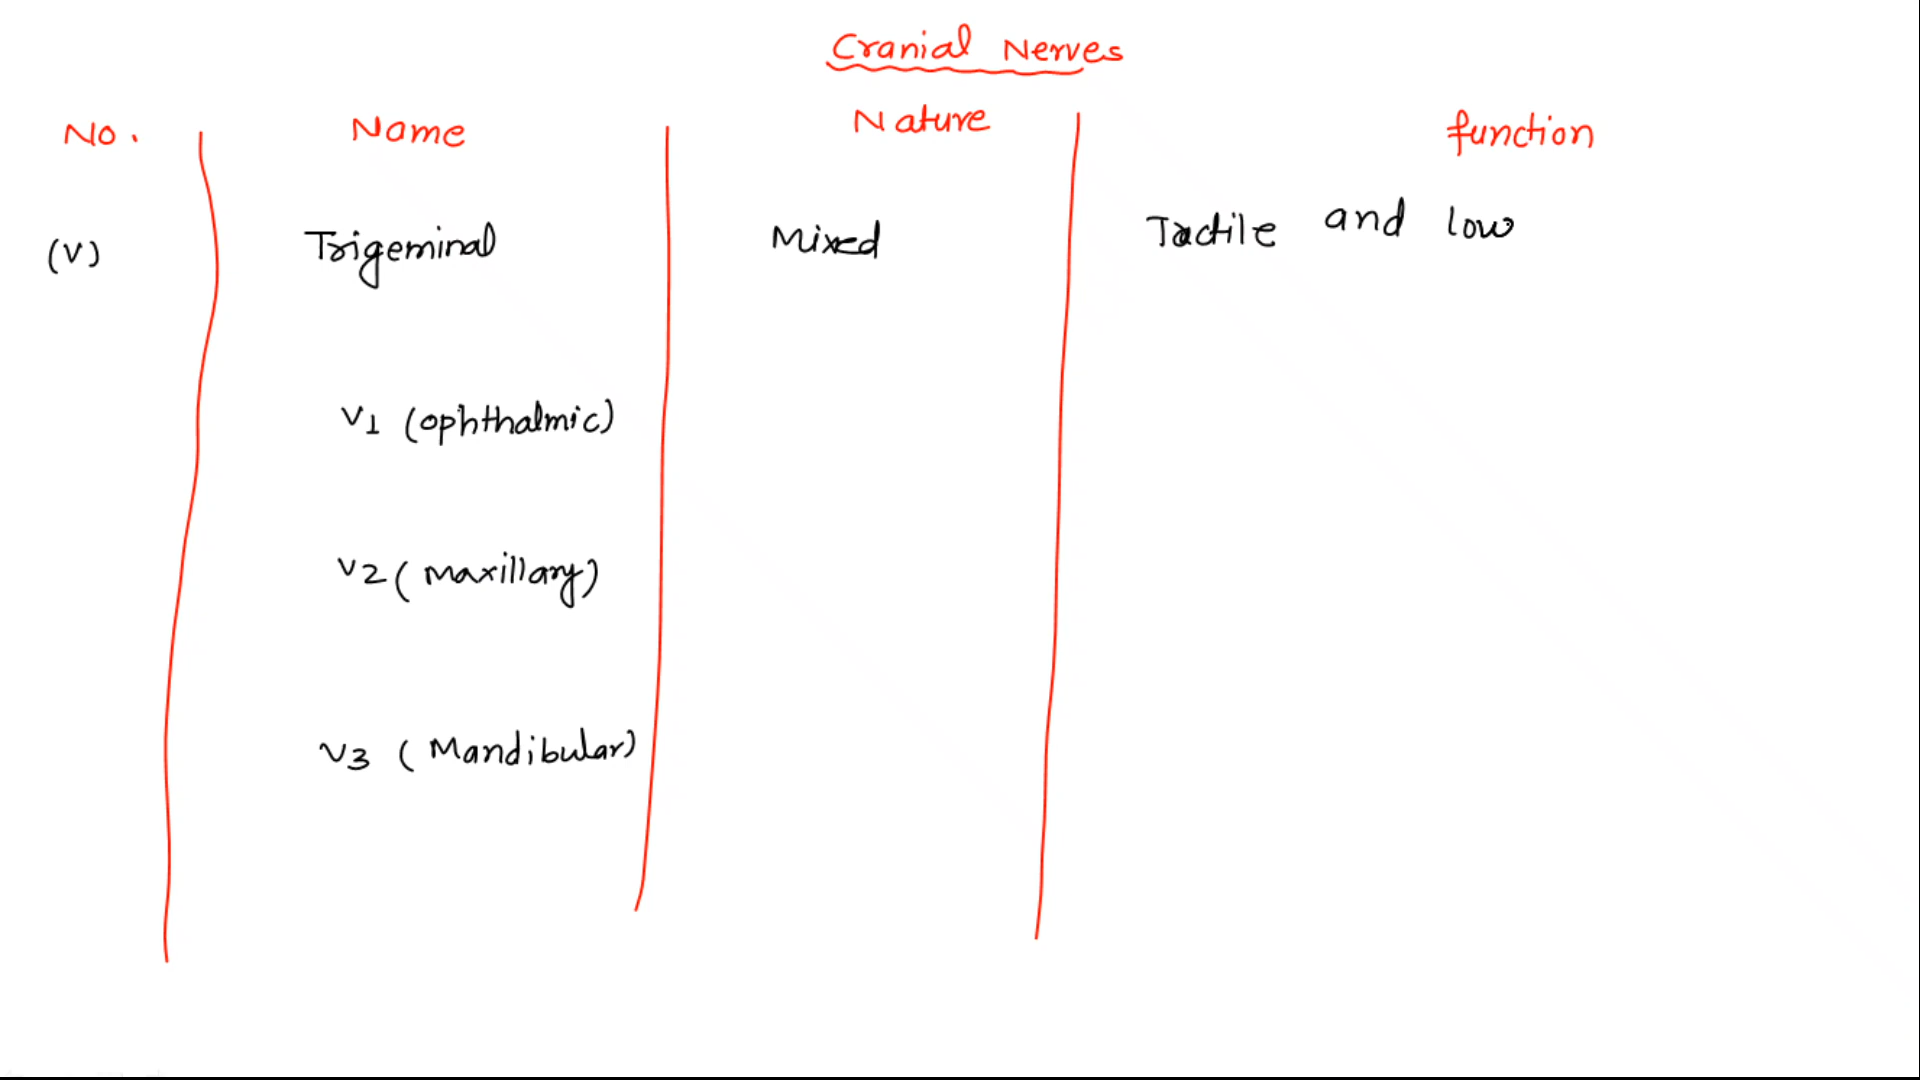 Cranial Nerves
No. Name Nature function
(V) Trigeminal Mixed Tactile and low
V1 (ophthalmic)
V2 (Maxillary)
V3 (Mandibular)